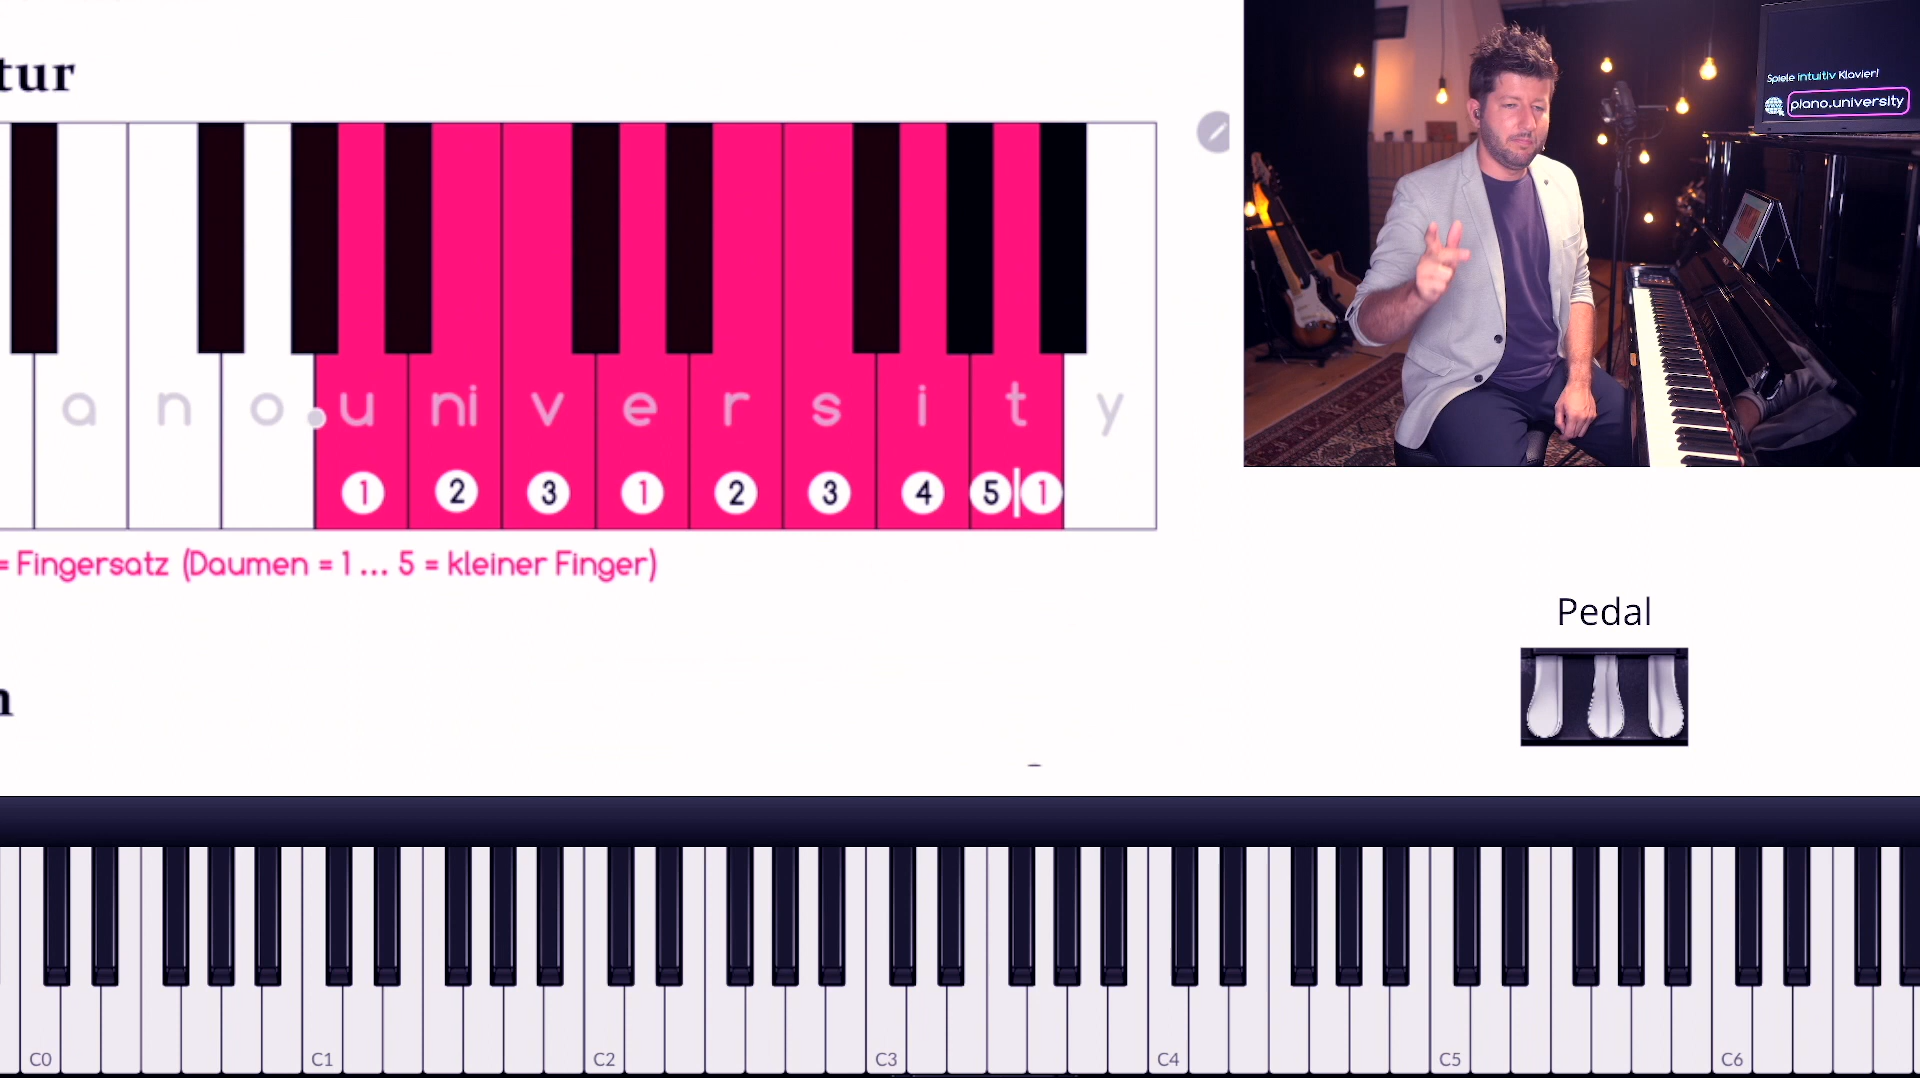 tur
Spiele intuitiv Klavier!
piano.university
a n o . u n i v e r s i t y
1 2 3 1 2 3 4 5|1
= Fingersatz (Daumen = 1 ... 5 = kleiner Finger)
Pedal
n
C0 C1 C2 C3 C4 C5 C6